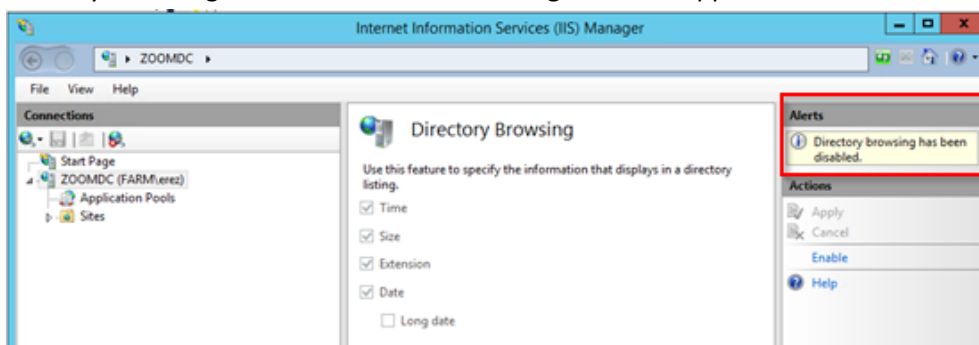 Internet Information Services (IIS) Manager
ZOOMDC
File View Help
Connections
Start Page
ZOOMDC (FARM\erez)
Application Pools
Sites
Directory Browsing
Use this feature to specify the information that displays in a directory
listing.
Time
Size
Extension
Date
Long date
Alerts
Directory browsing has been
disabled.
Actions
Apply
Cancel
Enable
Help